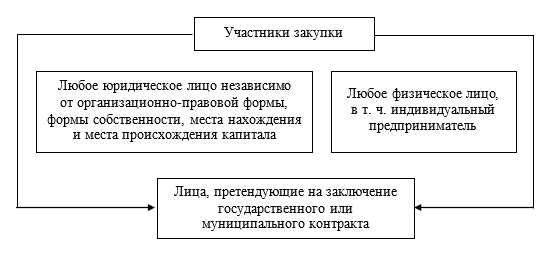 Участники закупки
Любое юридическое лицо независимо
от организационно-правовой формы,
формы собственности, места нахождения
и места происхождения капитала
Любое физическое лицо,
в т. ч. индивидуальный
предприниматель
Лица, претендующие на заключение
государственного или
муниципального контракта